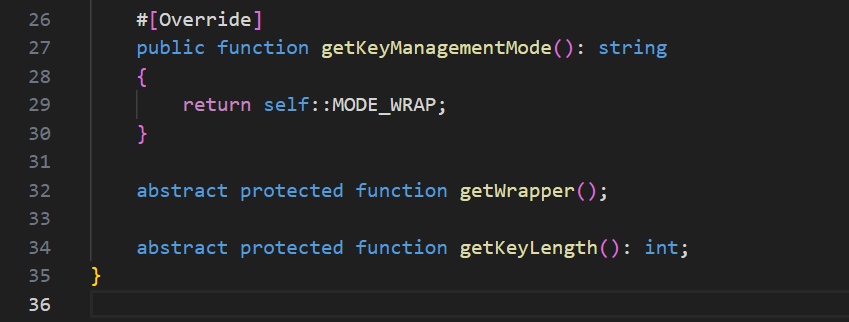 26 #[Override]
27 public function getKeyManagementMode(): string
28 {
29 return self::MODE_WRAP;
30 }
31
32 abstract protected function getWrapper();
33
34 abstract protected function getKeyLength(): int;
35 }
36